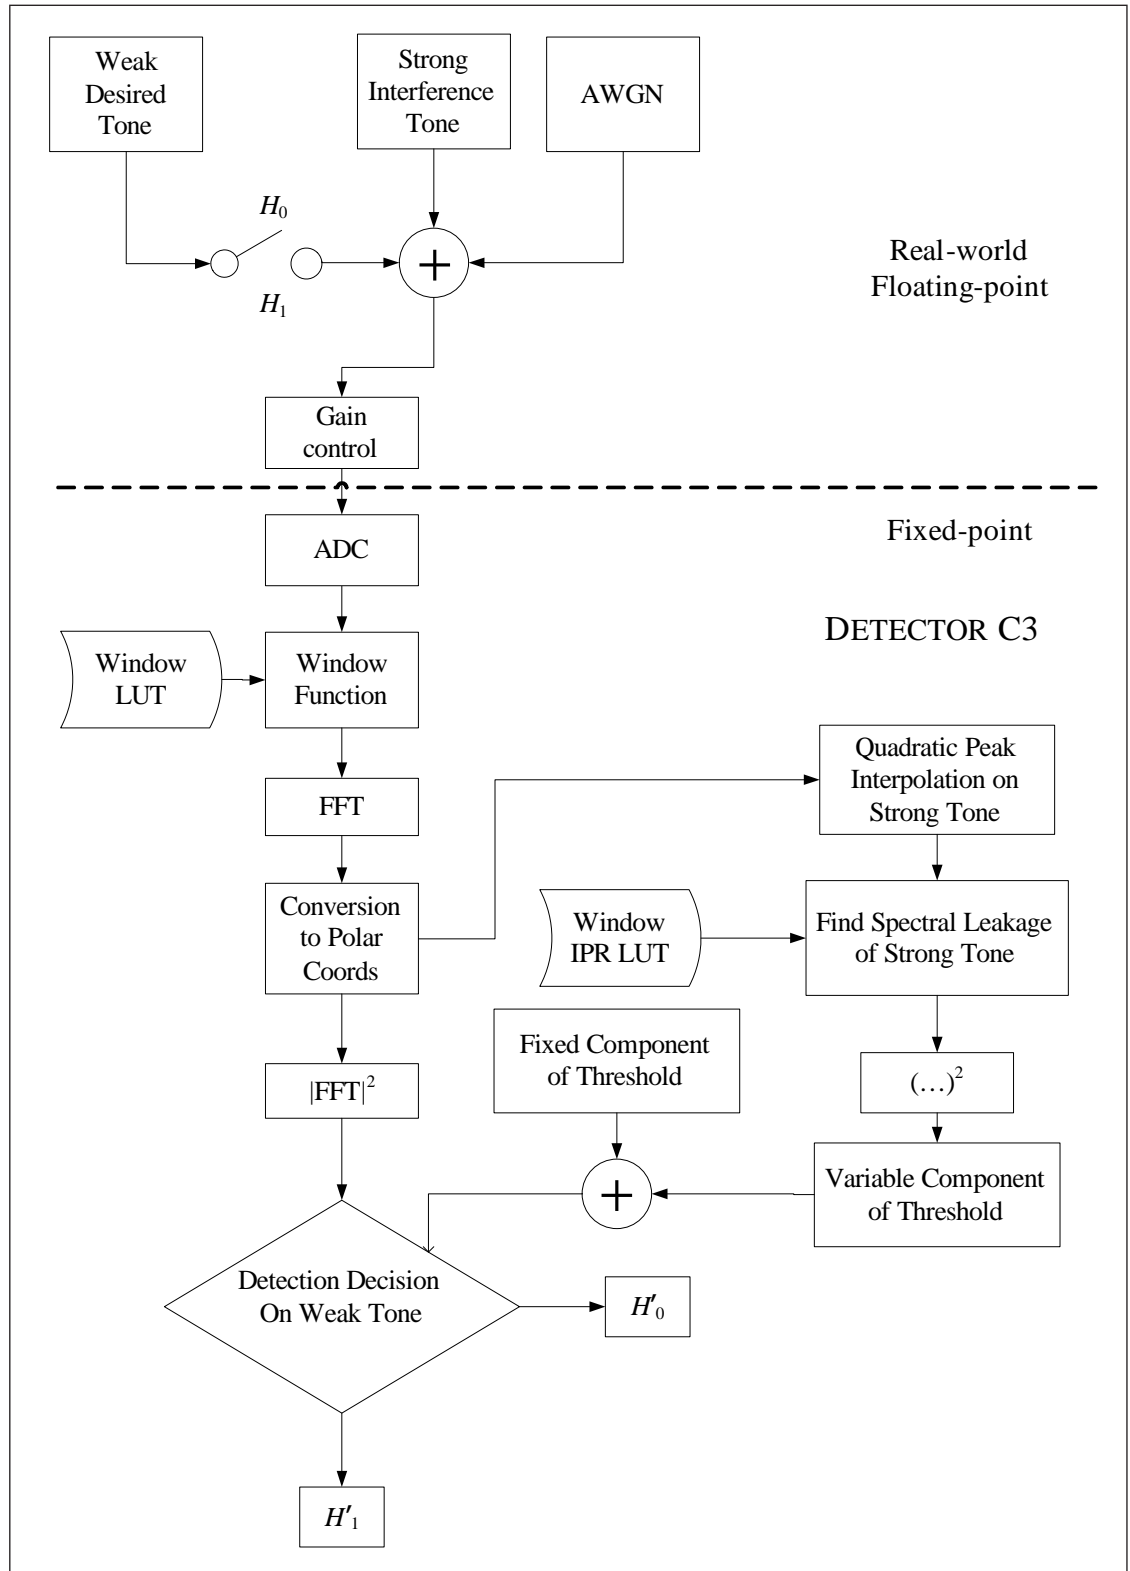 Weak
Desired
Tone
Strong
Interference
Tone
AWGN
H₀
H₁
+
Real-world
Floating-point
Gain
control
Fixed-point
ADC
DETECTOR C3
Window
LUT
Window
Function
Quadratic Peak
Interpolation on
Strong Tone
FFT
Conversion
to Polar
Coords
Window
IPR LUT
Find Spectral Leakage
of Strong Tone
Fixed Component
of Threshold
|FFT|²
(…)²
+
Variable Component
of Threshold
Detection Decision
On Weak Tone
H′₀
H′₁